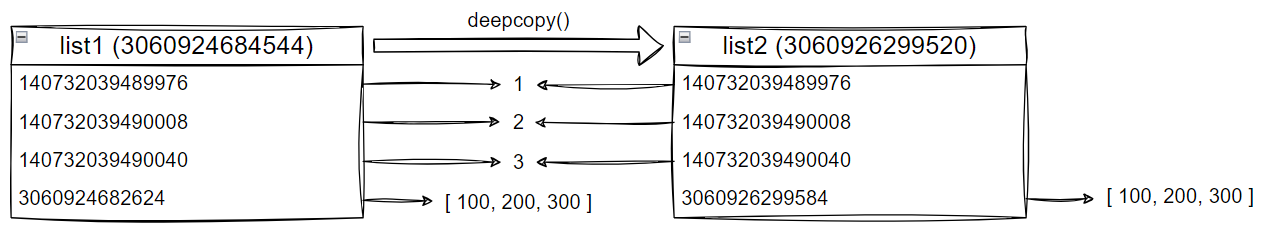 deepcopy()
list1 (3060924684544)
list2 (3060926299520)
140732039489976
1
140732039489976
140732039490008
2
140732039490008
140732039490040
3
140732039490040
3060924682624
[ 100, 200, 300 ]
3060926299584
[ 100, 200, 300 ]